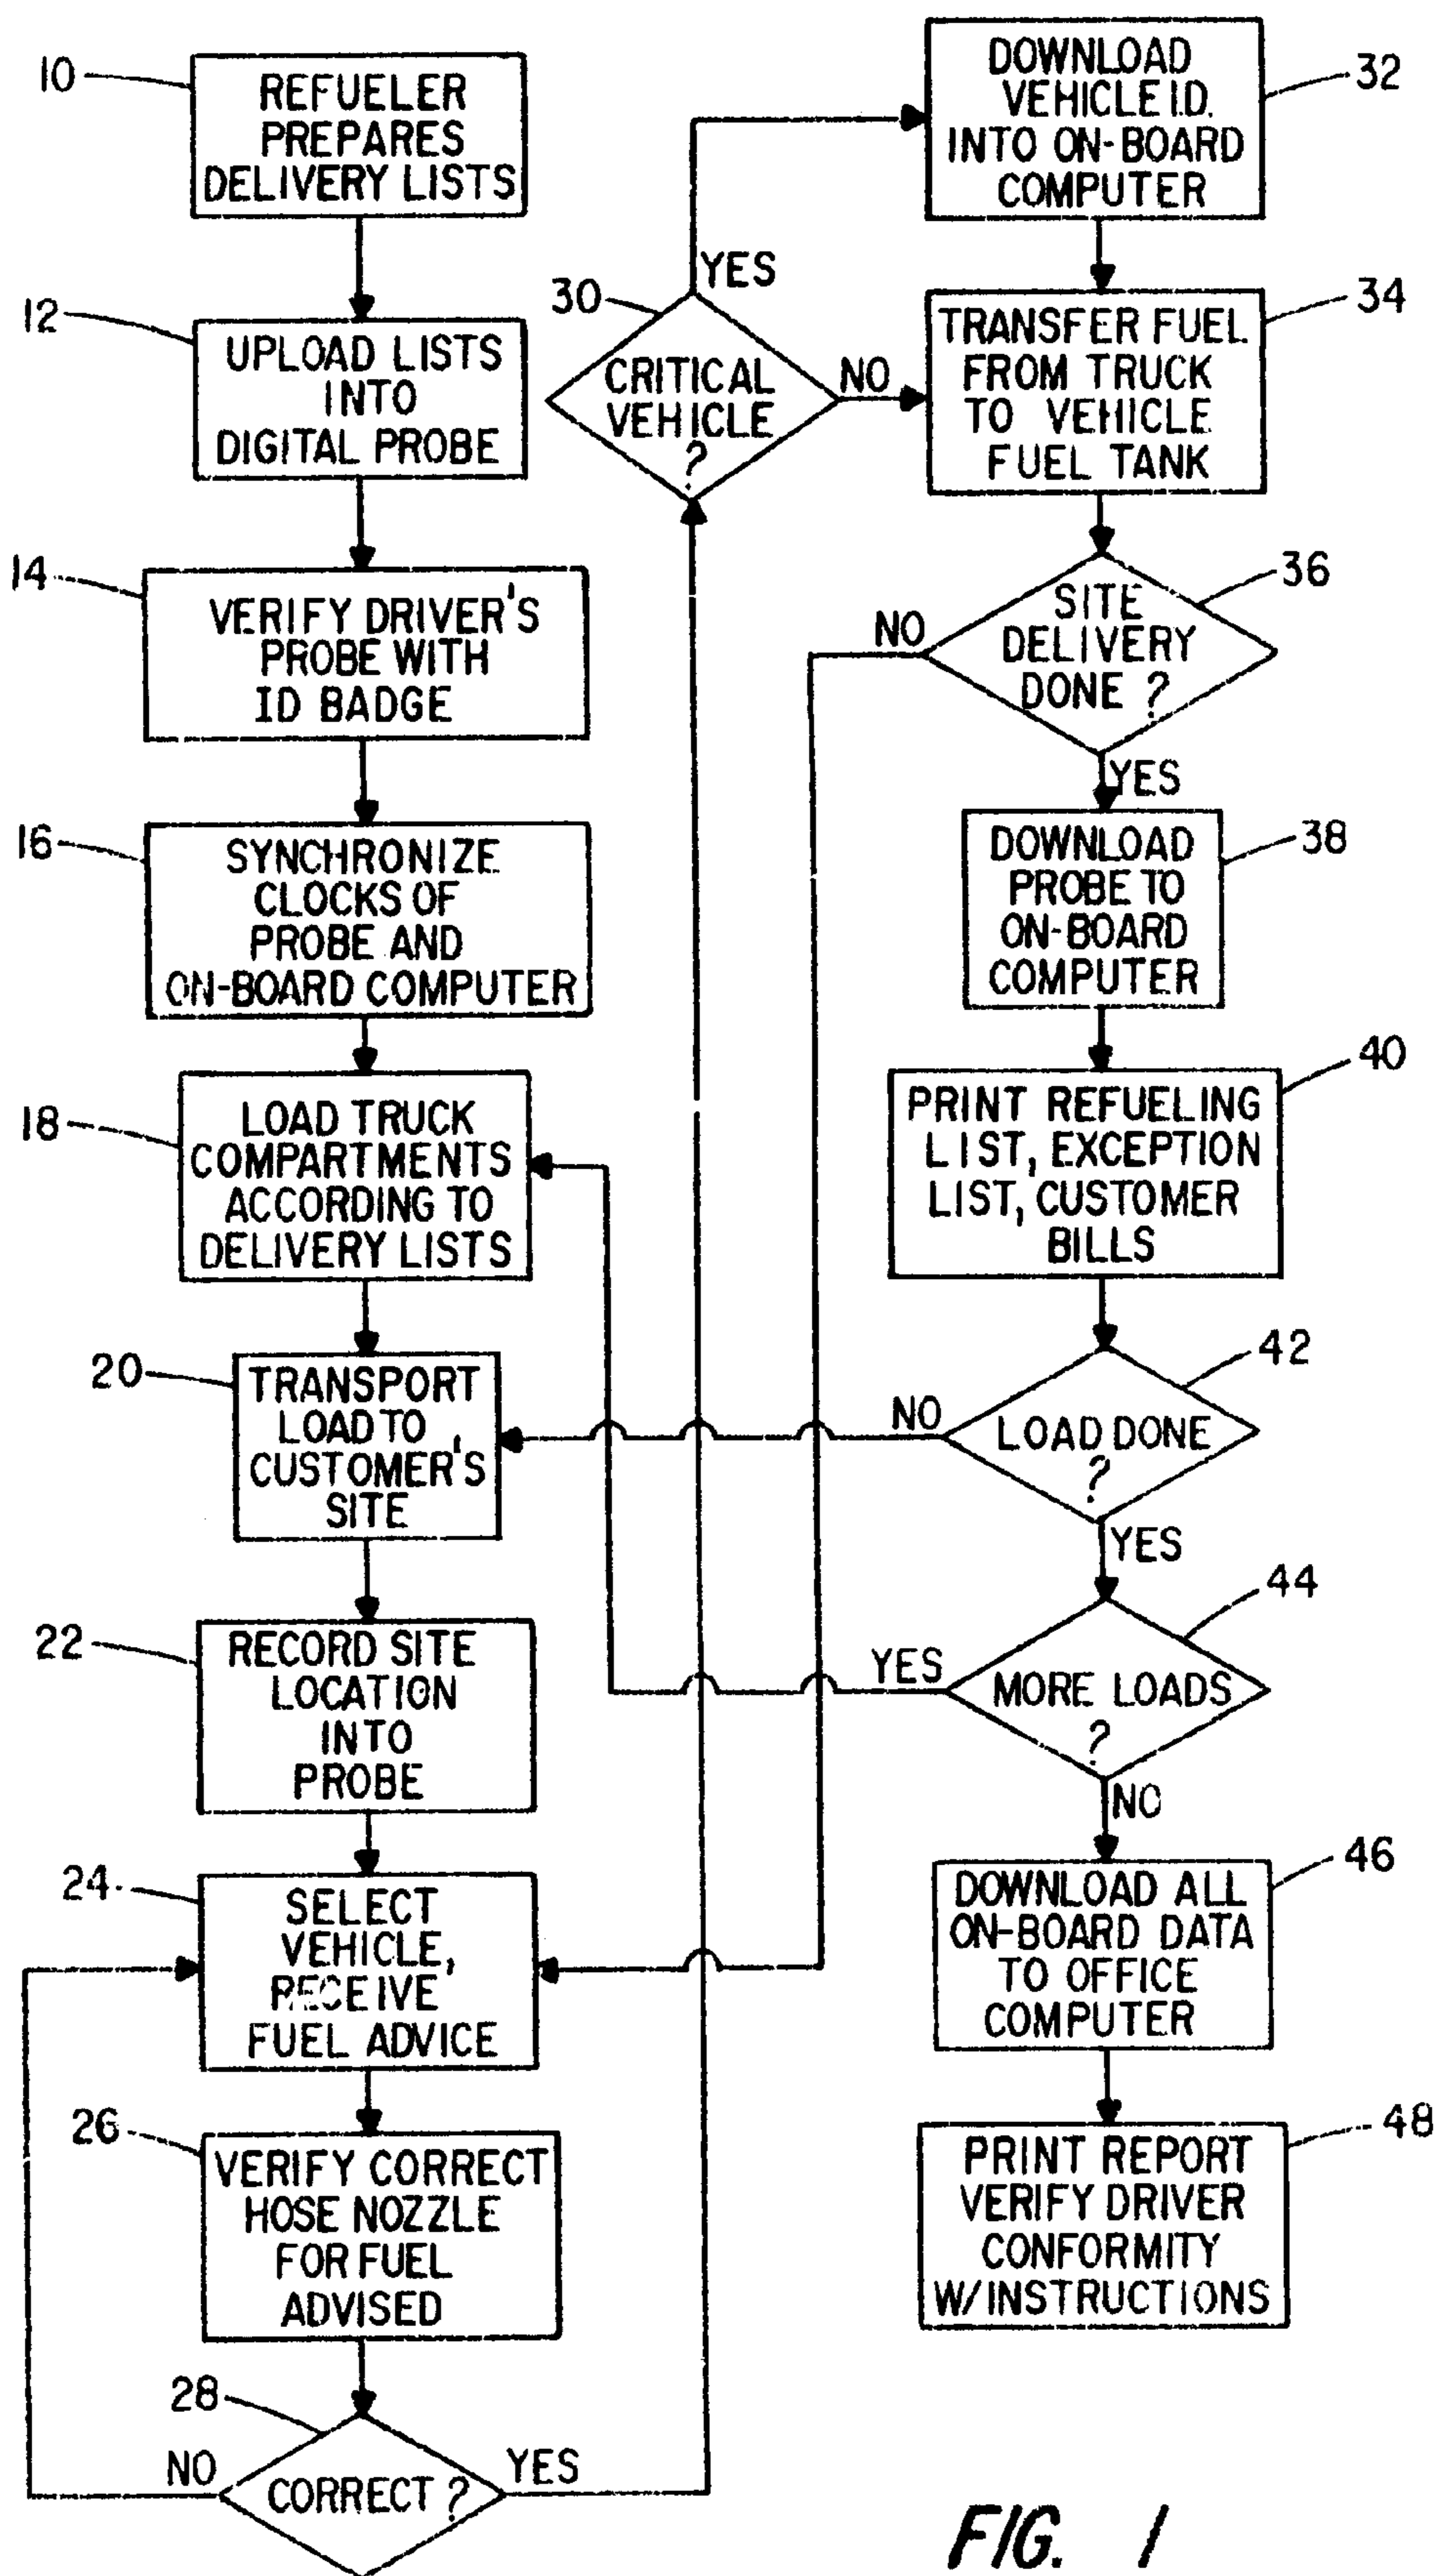 10
REFUELER
PREPARES
DELIVERY LISTS
12
UPLOAD LISTS
INTO
DIGITAL PROBE
14
VERIFY DRIVER'S
PROBE WITH
ID BADGE
16
SYNCHRONIZE
CLOCKS OF
PROBE AND
ON-BOARD COMPUTER
18
LOAD TRUCK
COMPARTMENTS
ACCORDING TO
DELIVERY LISTS
20
TRANSPORT
LOAD TO
CUSTOMER'S
SITE
22
RECORD SITE
LOCATION
INTO
PROBE
24
SELECT
VEHICLE,
RECEIVE
FUEL ADVICE
26
VERIFY CORRECT
HOSE NOZZLE
FOR FUEL
ADVISED
28
NO
CORRECT ?
YES
30
YES
CRITICAL
VEHICLE
?
NO
32
DOWNLOAD
VEHICLE I.D.
INTO ON-BOARD
COMPUTER
34
TRANSFER FUEL
FROM TRUCK
TO VEHICLE
FUEL TANK
36
NO
SITE
DELIVERY
DONE ?
YES
38
DOWNLOAD
PROBE TO
ON-BOARD
COMPUTER
40
PRINT REFUELING
LIST, EXCEPTION
LIST, CUSTOMER
BILLS
42
NO
LOAD DONE
?
YES
44
YES
MORE LOADS
?
NO
46
DOWNLOAD ALL
ON-BOARD DATA
TO OFFICE
COMPUTER
48
PRINT REPORT
VERIFY DRIVER
CONFORMITY
W/INSTRUCTIONS
FIG. 1